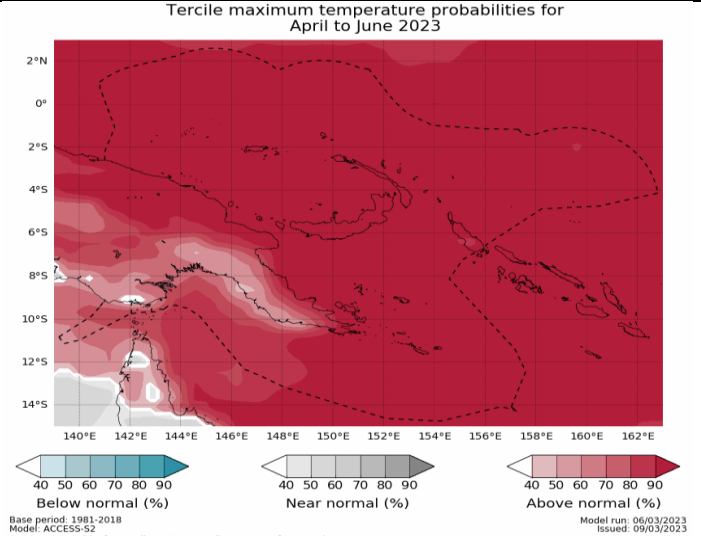 Tercile maximum temperature probabilities for
April to June 2023
2°N
0°
2°S
4°S
6°S
8°S
10°S
12°S
14°S
140°E 142°E 144°E 146°E 148°E 150°E 152°E 154°E 156°E 158°E 160°E 162°E
40 50 60 70 80 90
Below normal (%)
40 50 60 70 80 90
Near normal (%)
40 50 60 70 80 90
Above normal (%)
Base period: 1981-2018
Model: ACCESS-S2
Model run: 06/03/2023
Issued: 09/03/2023